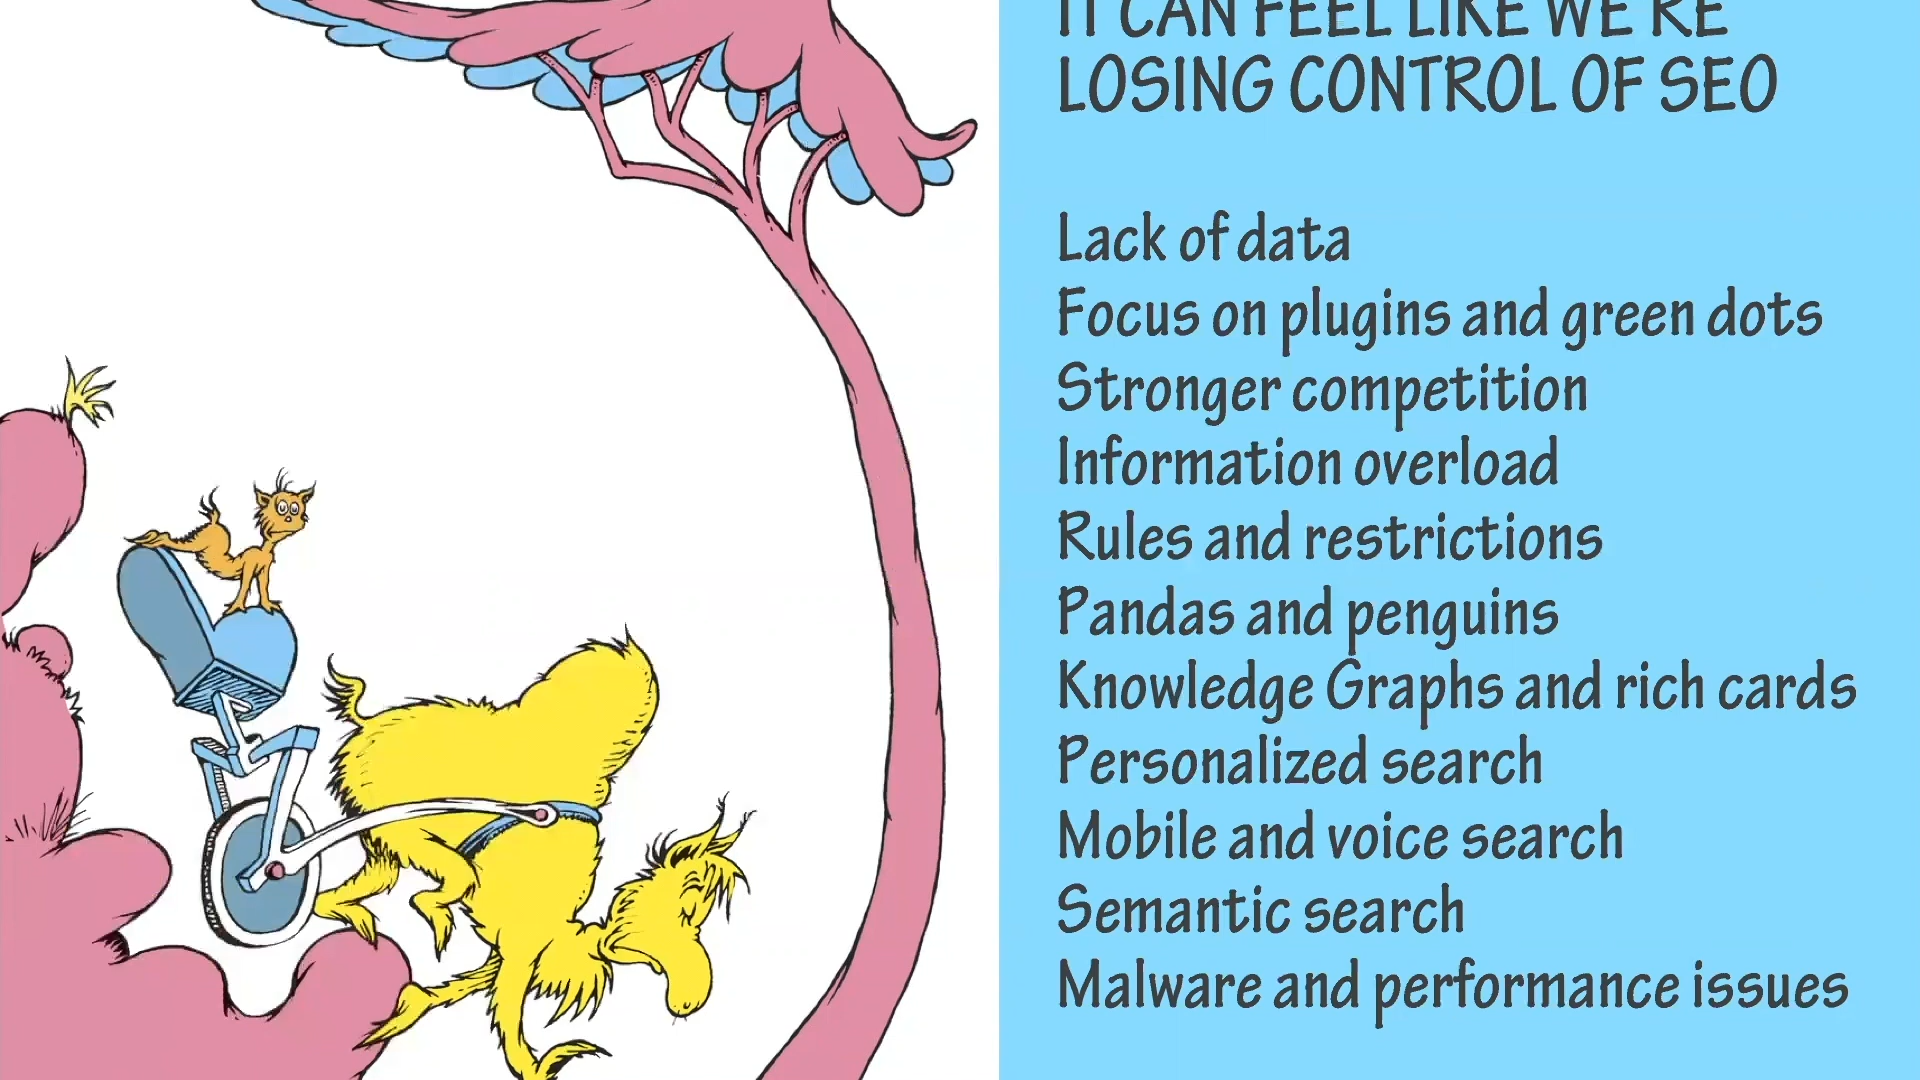 IT CAN FEEL LIKE WE'RE
LOSING CONTROL OF SEO
Lack of data
Focus on plugins and green dots
Stronger competition
Information overload
Rules and restrictions
Pandas and penguins
Knowledge Graphs and rich cards
Personalized search
Mobile and voice search
Semantic search
Malware and performance issues